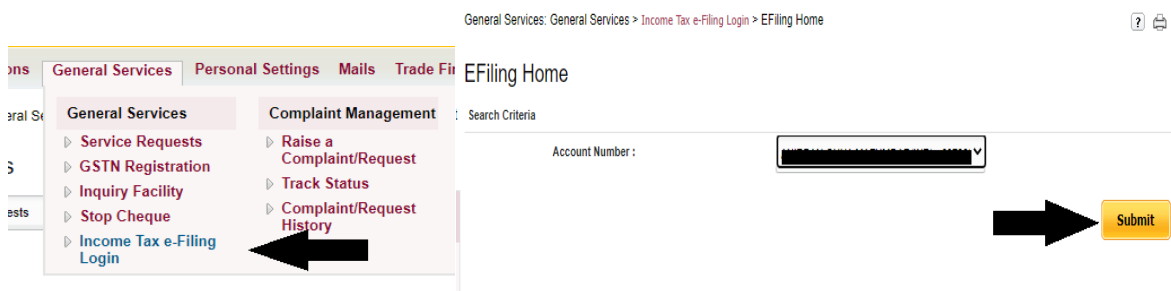 General Services: General Services > Income Tax e-Filing Login > EFiling Home
?
ons General Services Personal Settings Mails Trade Fin
EFiling Home
eral Se General Services Complaint Management
Search Criteria
Service Requests
Raise a
Complaint/Request
GSTN Registration
Account Number :
S
Inquiry Facility
Track Status
ests
Stop Cheque
Complaint/Request
History
Submit
Income Tax e-Filing
Login